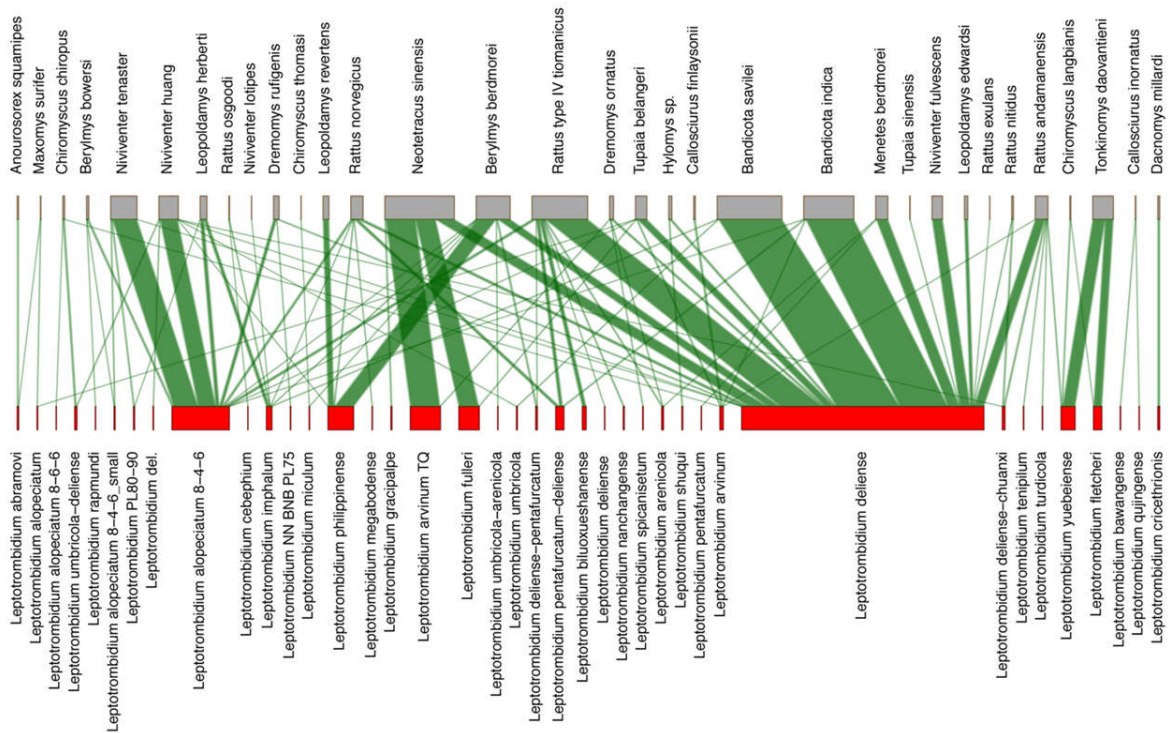 Anourosorex squamipes
Maxomys surifer
Chiromyscus chiropus
Berylmys bowersi
Niviventer tenaster
Niviventer huang
Leopoldamys herberti
Rattus osgoodi
Niviventer lotipes
Dremomys rufigenis
Chiromyscus thomasi
Leopoldamys revertens
Rattus norvegicus
Neotetracus sinensis
Berylmys berdmorei
Rattus type IV tiomanicus
Dremomys ornatus
Tupaia belangeri
Hylomys sp.
Callosciurus finlaysonii
Bandicota savilei
Bandicota indica
Menetes berdmorei
Tupaia sinensis
Niviventer fulvescens
Leopoldamys edwardsi
Rattus exulans
Rattus nitidus
Rattus andamanensis
Chiromyscus langbianis
Tonkinomys daovantieni
Callosciurus inornatus
Dacnomys millardi
Leptotrombidium abramovi
Leptotrombidium alopeciatum
Leptotrombidium alopeciatum 8−6−6
Leptotrombidium umbricola−deliense
Leptotrombidium rapmundi
Leptotrombidium alopeciatum 8−4−6_small
Leptotrombidium PL80−90
Leptotrombidium del.
Leptotrombidium alopeciatum 8−4−6
Leptotrombidium cebephium
Leptotrombidium imphalum
Leptotrombidium NN BNB PL75
Leptotrombidium miculum
Leptotrombidium philippinense
Leptotrombidium megabodense
Leptotrombidium gracipalpe
Leptotrombidium arvinum TQ
Leptotrombidium fulleri
Leptotrombidium umbricola−arenicola
Leptotrombidium umbricola
Leptotrombidium deliense−pentafurcatum
Leptotrombidium pentafurcatum−deliense
Leptotrombidium bluoxueshanense
Leptotrombidium deliense
Leptotrombidium nanchangense
Leptotrombidium spicanisetum
Leptotrombidium arenicola
Leptotrombidium shuqui
Leptotrombidium pentafurcatum
Leptotrombidium arvinum
Leptotrombidium deliense
Leptotrombidium deliense−chuanxi
Leptotrombidium tenipilum
Leptotrombidium turdicola
Leptotrombidium yuebeiense
Leptotrombidium fletcheri
Leptotrombidium bawangense
Leptotrombidium qujingense
Leptotrombidium cricethrionis